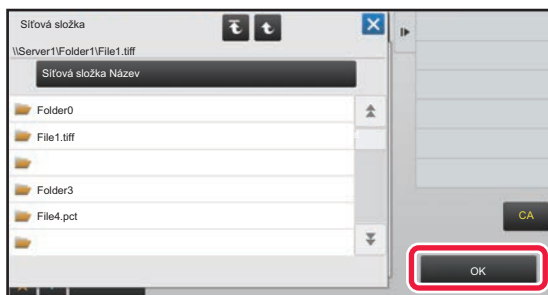 Síťová složka
\\Server1\Folder1\File1.tiff
Síťová složka Název
Folder0
File1.tiff
Folder3
File4.pct
CA
OK